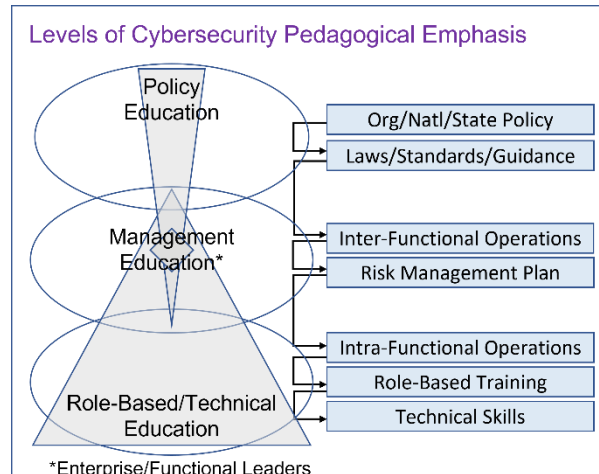 Levels of Cybersecurity Pedagogical Emphasis
Policy
Education
Org/Natl/State Policy
Laws/Standards/Guidance
Management
Education*
Inter-Functional Operations
Risk Management Plan
Intra-Functional Operations
Role-Based Training
Technical Skills
Role-Based/Technical
Education
*Enterprise/Functional Leaders